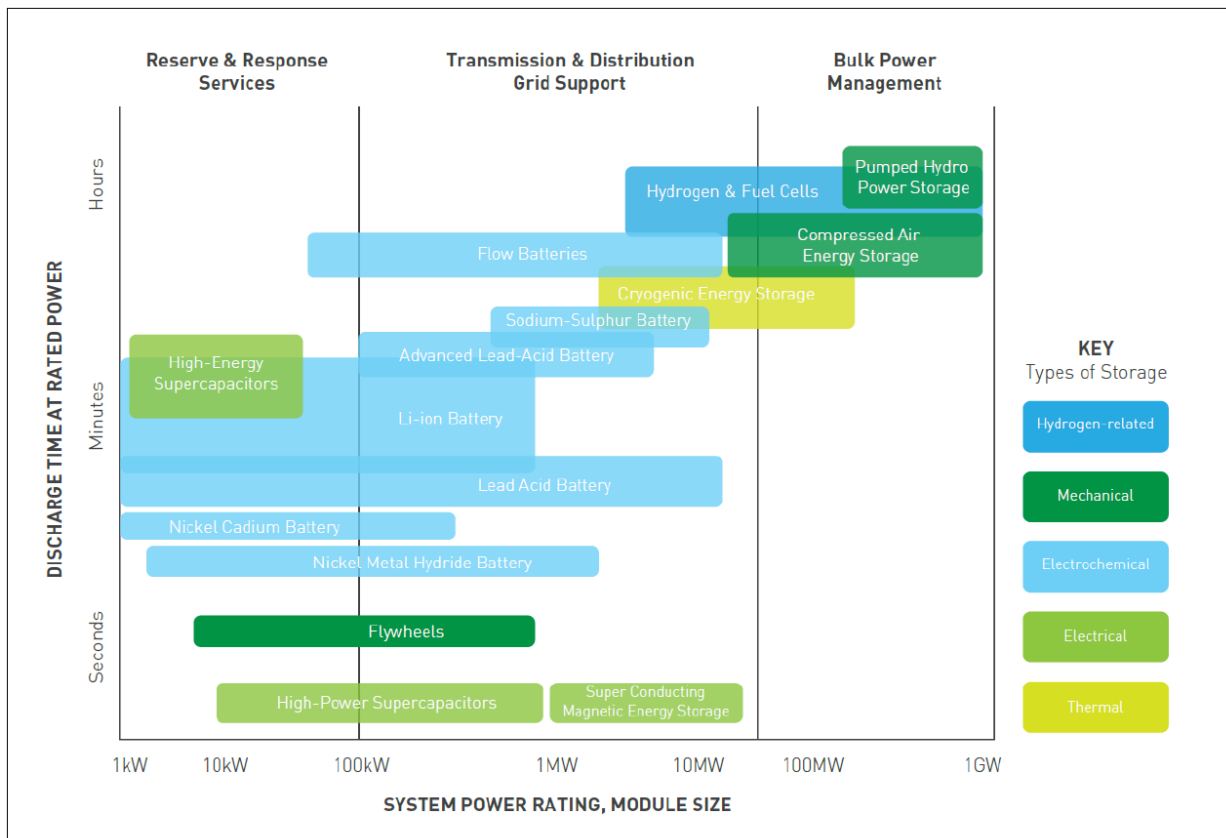 Reserve & Response
Services
Transmission & Distribution
Grid Support
Bulk Power
Management
DISCHARGE TIME AT RATED POWER
Hours
Minutes
Seconds
Pumped Hydro
Power Storage
Hydrogen & Fuel Cells
Compressed Air
Energy Storage
Flow Batteries
Cryogenic Energy Storage
Sodium-Sulphur Battery
Advanced Lead-Acid Battery
High-Energy
Supercapacitors
Li-ion Battery
Lead Acid Battery
Nickel Cadium Battery
Nickel Metal Hydride Battery
Flywheels
High-Power Supercapacitors
Super Conducting
Magnetic Energy Storage
1kW
10kW
100kW
1MW
10MW
100MW
1GW
SYSTEM POWER RATING, MODULE SIZE
KEY
Types of Storage
Hydrogen-related
Mechanical
Electrochemical
Electrical
Thermal